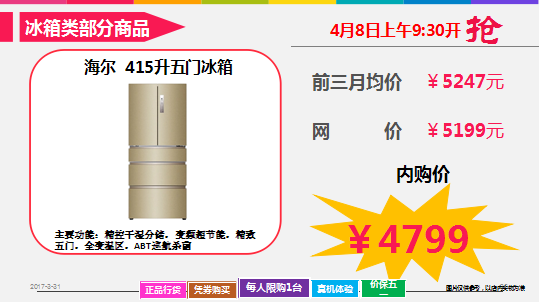 冰箱类部分商品
4月8日上午9:30开 抢
海尔 415升五门冰箱
主要功能：精控干湿分储，变频超节能，精致
五门，全变温区，ABT巡航杀菌
前三月均价 ￥5247元
网 价 ￥5199元
内购价
￥4799
2017-3-31
正品行货
凭券购买
每人限购1台
真机体验
价保五一